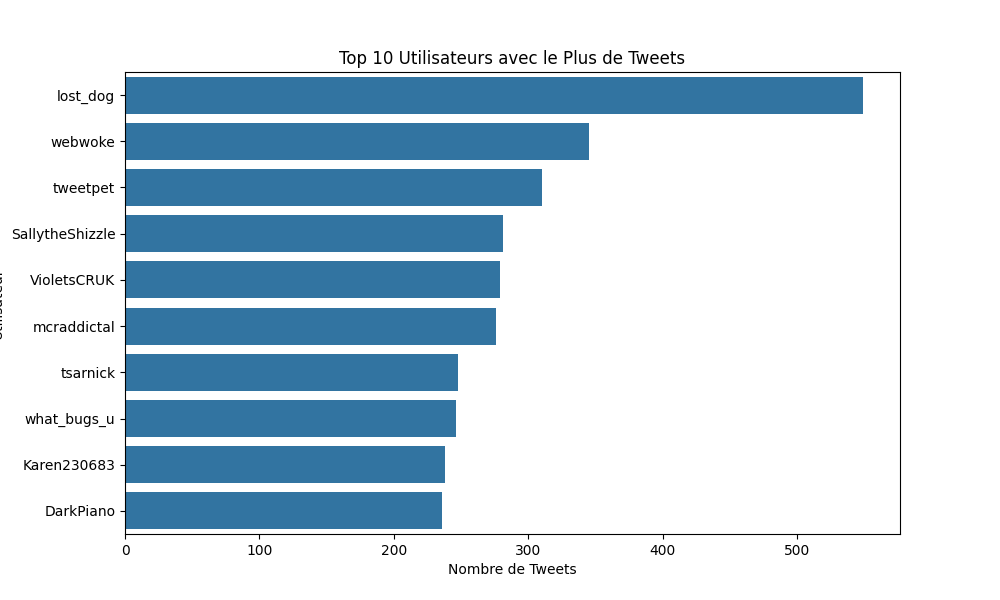 Top 10 Utilisateurs avec le Plus de Tweets
lost_dog
webwoke
tweetpet
SallytheShizzle
VioletsCRUK
mcraddictal
tsarnick
what_bugs_u
Karen230683
DarkPiano
0 100 200 300 400 500
Nombre de Tweets